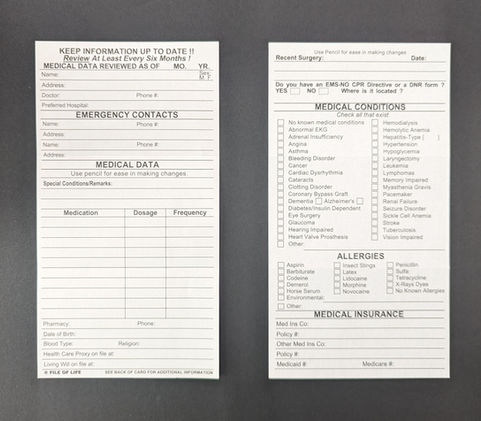 KEEP INFORMATION UP TO DATE !!
Review At Least Every Six Months !
MEDICAL DATA REVIEWED AS OF MO. YR.
Name: Sex: M F
Address:
Doctor: Phone #:
Preferred Hospital:
EMERGENCY CONTACTS
Name: Phone #:
Address:
Name: Phone #:
Address:
MEDICAL DATA
Use pencil for ease in making changes.
Special Conditions/Remarks:
Medication Dosage Frequency
Pharmacy: Phone:
Date of Birth:
Blood Type: Religion:
Health Care Proxy on file at:
Living Will on file at:
FILE OF LIFE SEE BACK OF CARD FOR ADDITIONAL INFORMATION
Use Pencil for ease in making changes
Recent Surgery: Date:
Do you have an EMS-NO CPR Directive or a DNR form ?
YES NO Where is it located ?
MEDICAL CONDITIONS
Check all that exist
No known medical conditions
Abnormal EKG
Adrenal Insufficiency
Angina
Asthma
Bleeding Disorder
Cancer
Cardiac Dysrhythmia
Cataracts
Clotting Disorder
Coronary Bypass Graft
Dementia Alzheimer's
Diabetes/Insulin Dependent
Eye Surgery
Glaucoma
Hearing Impaired
Heart Valve Prosthesis
Other:
Hemodialysis
Hemolytic Anemia
Hepatitis-Type [ ]
Hypertension
Hypoglycemia
Laryngectomy
Leukemia
Lymphomas
Memory Impaired
Myasthenia Gravis
Pacemaker
Renal Failure
Seizure Disorder
Sickle Cell Anemia
Stroke
Tuberculosis
Vision Impaired
ALLERGIES
Aspirin
Barbiturate
Codeine
Demerol
Horse Serum
Environmental:
Other:
Insect Stings
Latex
Lidocaine
Morphine
Novocaine
Penicillin
Sulfa
Tetracycline
X-Rays Dyes
No Known Allergies
MEDICAL INSURANCE
Med Ins Co:
Policy #:
Other Med Ins Co:
Policy #:
Medicaid #: Medicare #: